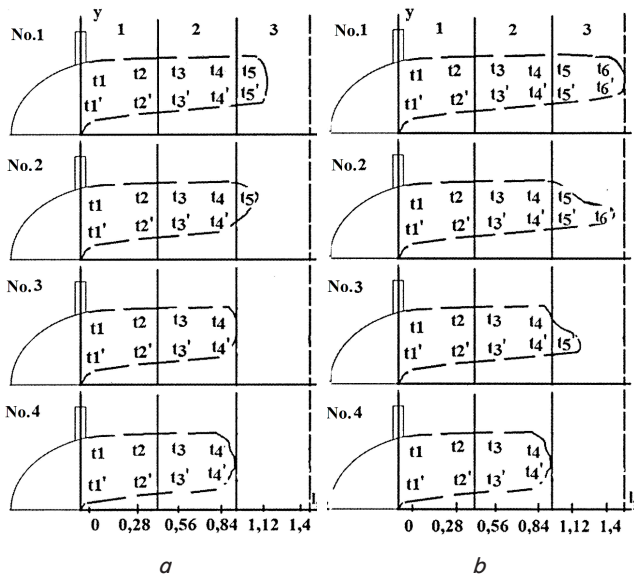 y
No.1 1 2 3
t1 t2 t3 t4 t5
t1' t2' t3' t4' t5'
No.2
t1 t2 t3 t4 t5
t1' t2' t3' t4'
No.3
t1 t2 t3 t4
t1' t2' t3' t4'
No.4
t1 t2 t3 t4'
t1' t2' t3' t4'
l
0 0,28 0,56 0,84 1,12 1,4
a
y
No.1 1 2 3
t1 t2 t3 t4 t5 t6
t1' t2' t3' t4' t5' t6'
No.2
t1 t2 t3 t4 t5
t1' t2' t3' t4' t5' t6
No.3
t1 t2 t3 t4
t1' t2' t3' t4' t5
No.4
t1 t2 t3 t4
t1' t2' t3' t4'
0 0,28 0,56 0,84 1,12 1,4
b